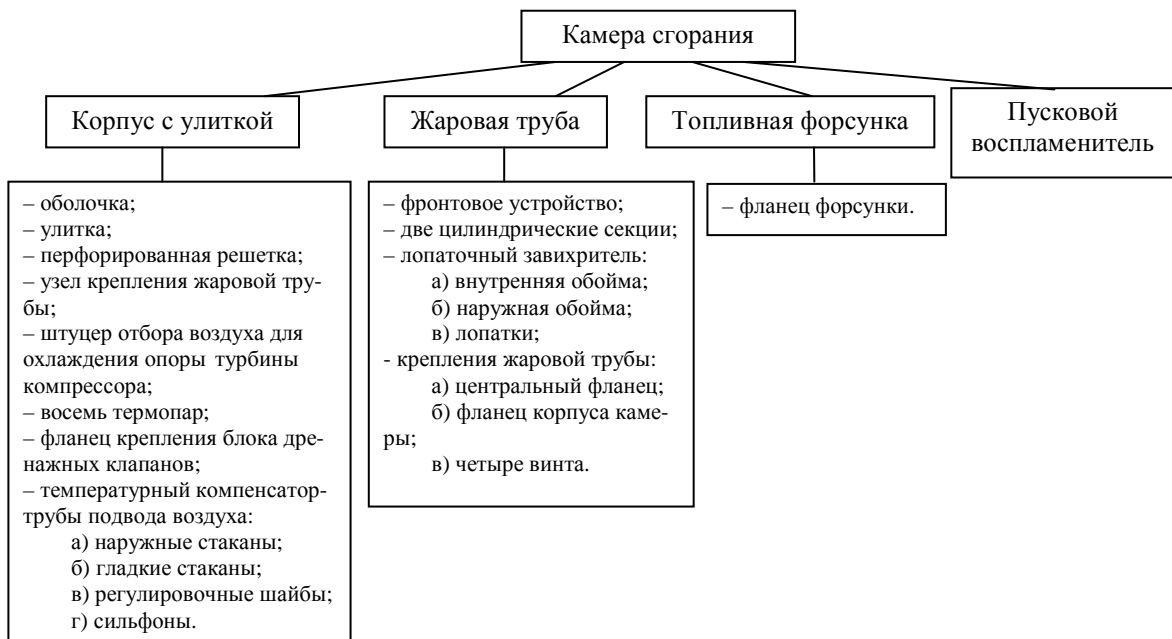 Камера сгорания
Корпус с улиткой
Жаровая труба
Топливная форсунка
Пусковой
воспламенитель
– оболочка;
– улитка;
– перфорированная решетка;
– узел крепления жаровой тру-
бы;
– штуцер отбора воздуха для
охлаждения опоры турбины
компрессора;
– восемь термопар;
– фланец крепления блока дре-
нажных клапанов;
– температурный компенсатор-
трубы подвода воздуха:
а) наружные стаканы;
б) гладкие стаканы;
в) регулировочные шайбы;
г) сильфоны.
– фронтовое устройство;
– две цилиндрические секции;
– лопаточный завихритель:
а) внутренняя обойма;
б) наружная обойма;
в) лопатки;
- крепления жаровой трубы:
а) центральный фланец;
б) фланец корпуса каме-
ры;
в) четыре винта.
– фланец форсунки.